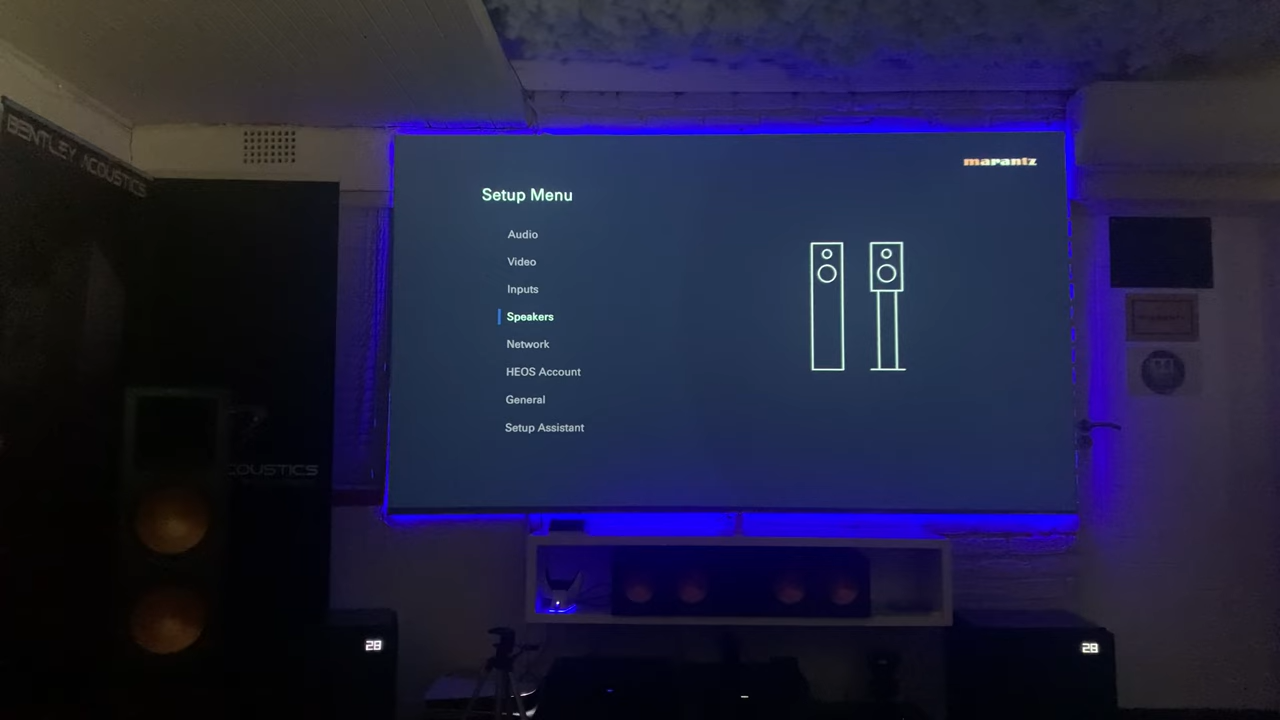 BENTLEY ACOUSTICS
marantz
Setup Menu
Audio
Video
Inputs
Speakers
Network
HEOS Account
General
Setup Assistant
COUSTICS
28
28